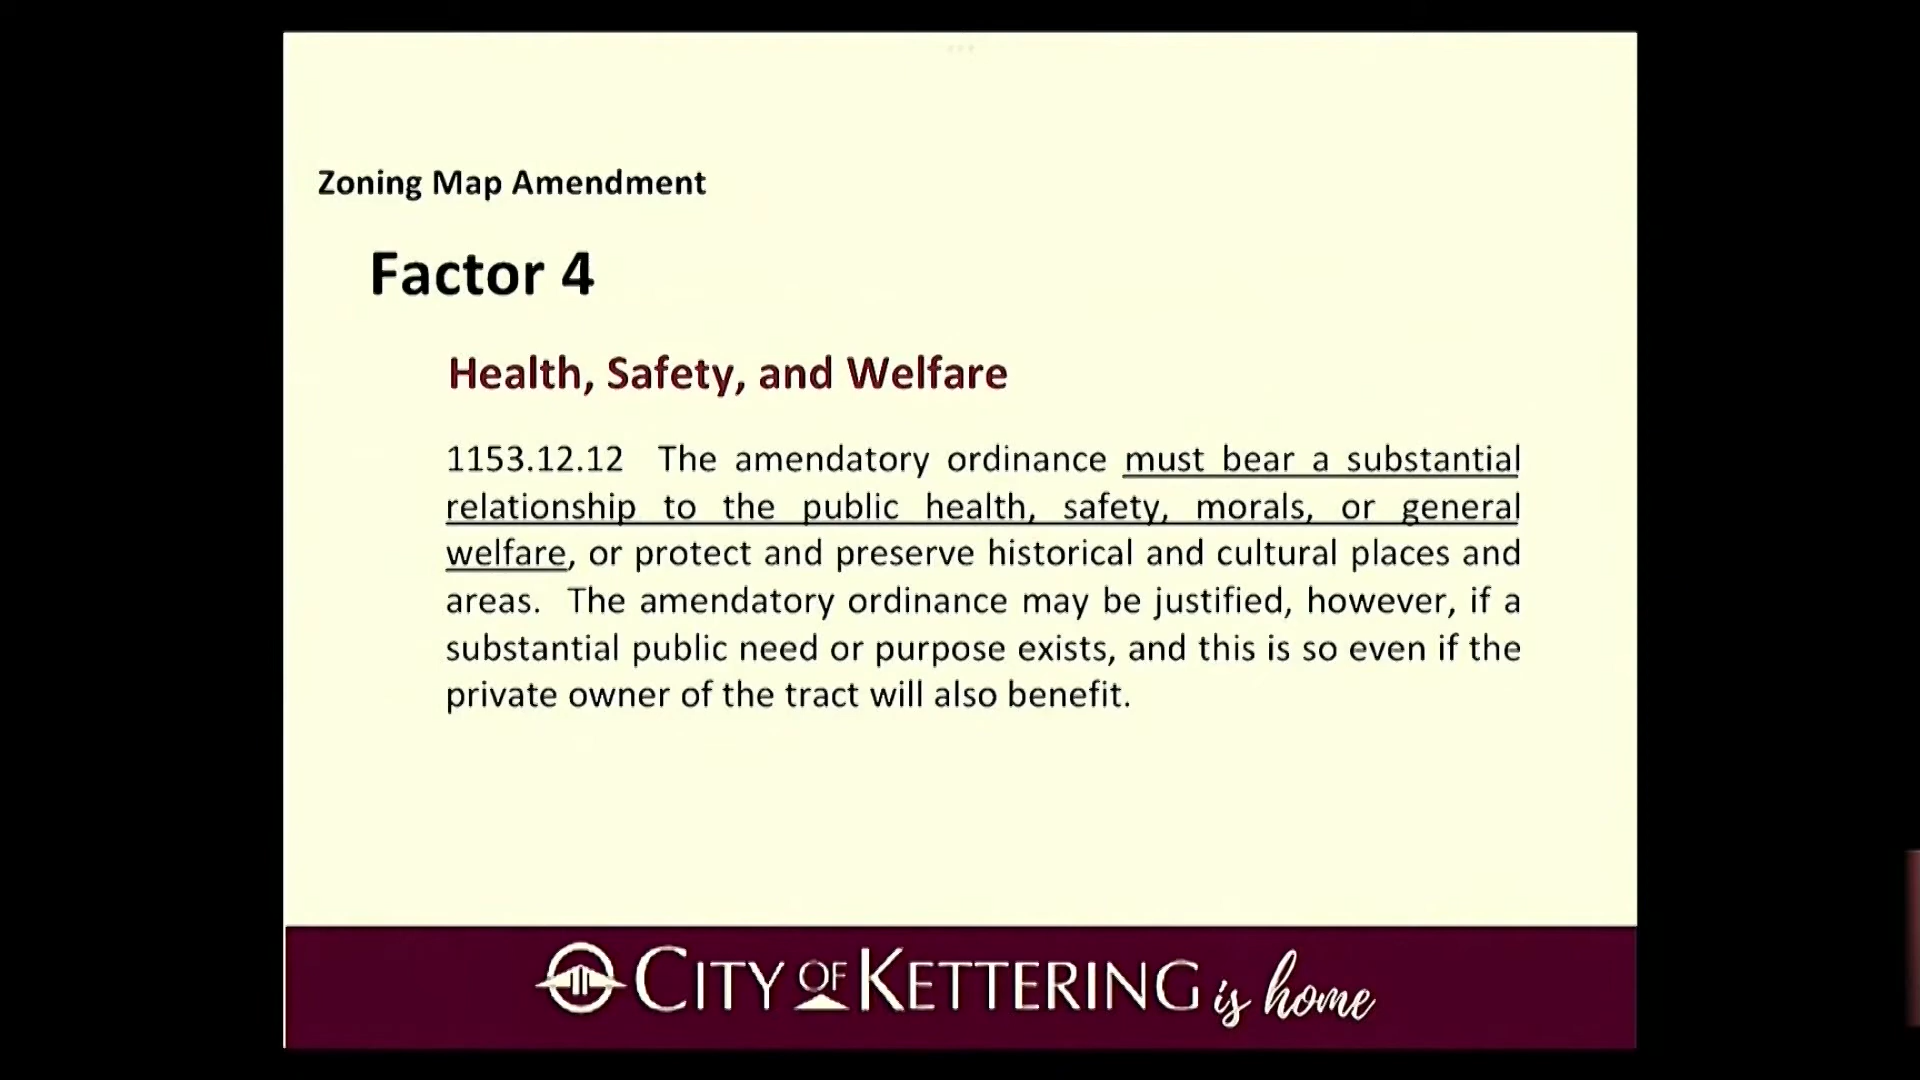 Zoning Map Amendment
Factor 4
Health, Safety, and Welfare
1153.12.12 The amendatory ordinance must bear a substantial
relationship to the public health, safety, morals, or general
welfare, or protect and preserve historical and cultural places and
areas. The amendatory ordinance may be justified, however, if a
substantial public need or purpose exists, and this is so even if the
private owner of the tract will also benefit.
CITY OF KETTERING is home